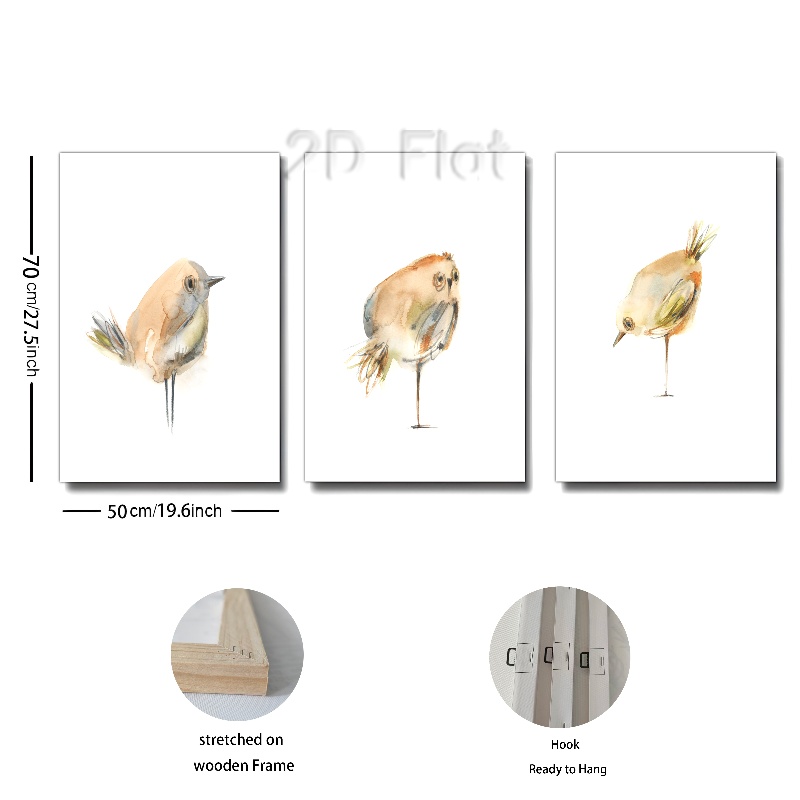 2D Flat
70 cm/27.5inch
50cm/19.6inch
stretched on
wooden Frame
Hook
Ready to Hang